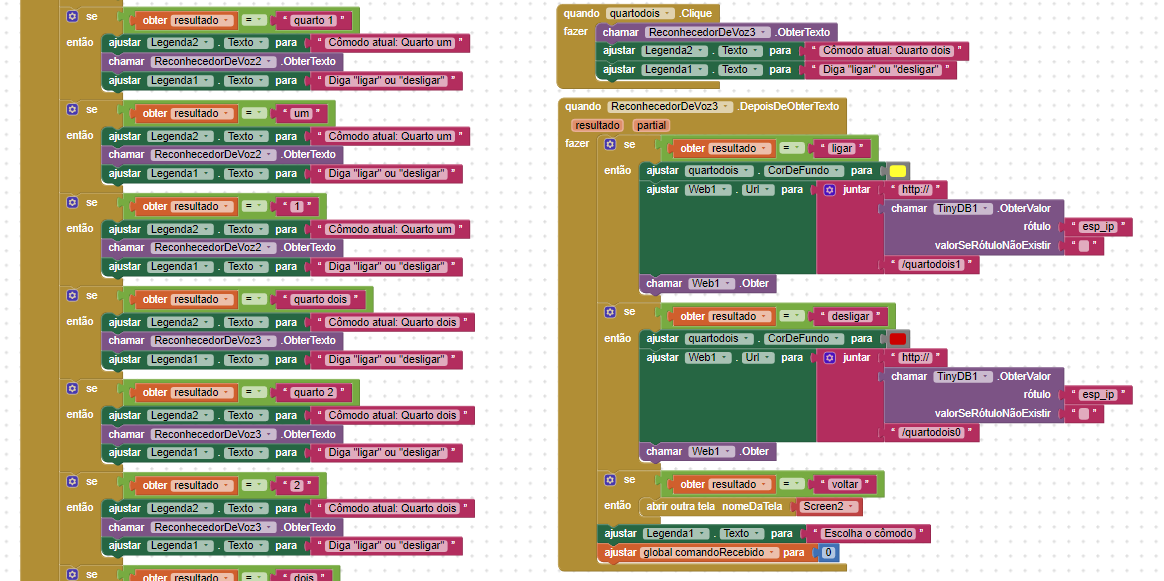 se obter resultado = " quarto 1 "
então ajustar Legenda2 . Texto para " Cômodo atual: Quarto um "
chamar ReconhecedorDeVoz2 .ObterTexto
ajustar Legenda1 . Texto para " Diga "ligar" ou "desligar" "
se obter resultado = " um "
então ajustar Legenda2 . Texto para " Cômodo atual: Quarto um "
chamar ReconhecedorDeVoz2 .ObterTexto
ajustar Legenda1 . Texto para " Diga "ligar" ou "desligar" "
se obter resultado = " 1 "
então ajustar Legenda2 . Texto para " Cômodo atual: Quarto um "
chamar ReconhecedorDeVoz2 .ObterTexto
ajustar Legenda1 . Texto para " Diga "ligar" ou "desligar" "
se obter resultado = " quarto dois "
então ajustar Legenda2 . Texto para " Cômodo atual: Quarto dois "
chamar ReconhecedorDeVoz3 .ObterTexto
ajustar Legenda1 . Texto para " Diga "ligar" ou "desligar" "
se obter resultado = " quarto 2 "
então ajustar Legenda2 . Texto para " Cômodo atual: Quarto dois "
chamar ReconhecedorDeVoz3 .ObterTexto
ajustar Legenda1 . Texto para " Diga "ligar" ou "desligar" "
se obter resultado = " 2 "
então ajustar Legenda2 . Texto para " Cômodo atual: Quarto dois "
chamar ReconhecedorDeVoz3 .ObterTexto
ajustar Legenda1 . Texto para " Diga "ligar" ou "desligar" "
se obter resultado = " dois "
quando quartodois .Clique
fazer chamar ReconhecedorDeVoz3 .ObterTexto
ajustar Legenda2 . Texto para " Cômodo atual: Quarto dois "
ajustar Legenda1 . Texto para " Diga "ligar" ou "desligar" "
quando ReconhecedorDeVoz3 .DepoisDeObterTexto
resultado partial
fazer se obter resultado = " ligar "
então ajustar quartodois . CorDeFundo para
ajustar Web1 . Url para juntar " http:// "
chamar TinyDB1 .ObterValor
rótulo " esp_ip "
valorSeRótuloNãoExistir " "
" /quartodois1 "
chamar Web1 .Obter
se obter resultado = " desligar "
então ajustar quartodois . CorDeFundo para
ajustar Web1 . Url para juntar " http:// "
chamar TinyDB1 .ObterValor
rótulo " esp_ip "
valorSeRótuloNãoExistir " "
" /quartodois0 "
chamar Web1 .Obter
se obter resultado = " voltar "
então abrir outra tela nomeDaTela Screen2
ajustar Legenda1 . Texto para " Escolha o cômodo "
ajustar global comandoRecebido para 0